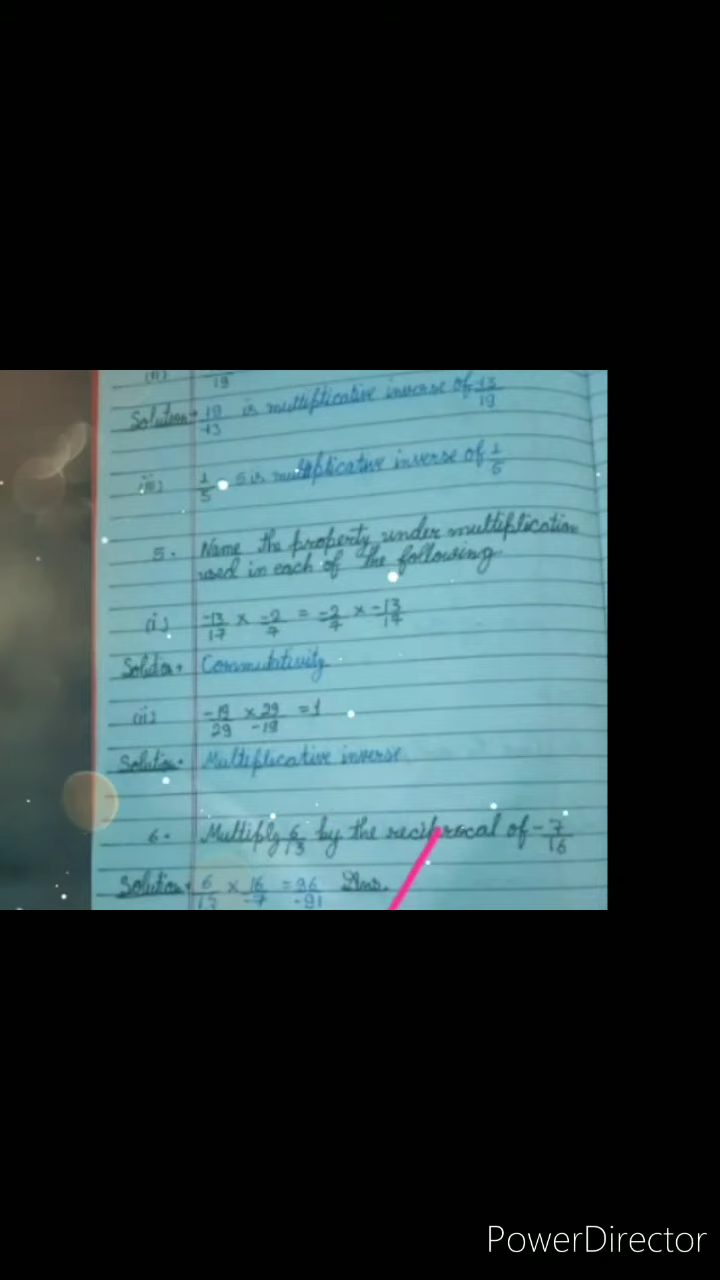 (ii) 19
Solution → 19/-13 is multiplicative inverse of -13/19
iii) 1/5 5 is multiplicative inverse of 1/5
5. Name the property under multiplication
used in each of the following
(i) -13/17 × -2/7 = -2/7 × -13/17
Solution → Commutativity
(ii) -19/29 × 29/-19 = 1
Solution → Multiplicative inverse
6. Multiply 6/13 by the reciprocal of -7/16
Solution → 6/13 × 16/-7 = 96/-91 Ans.
PowerDirector